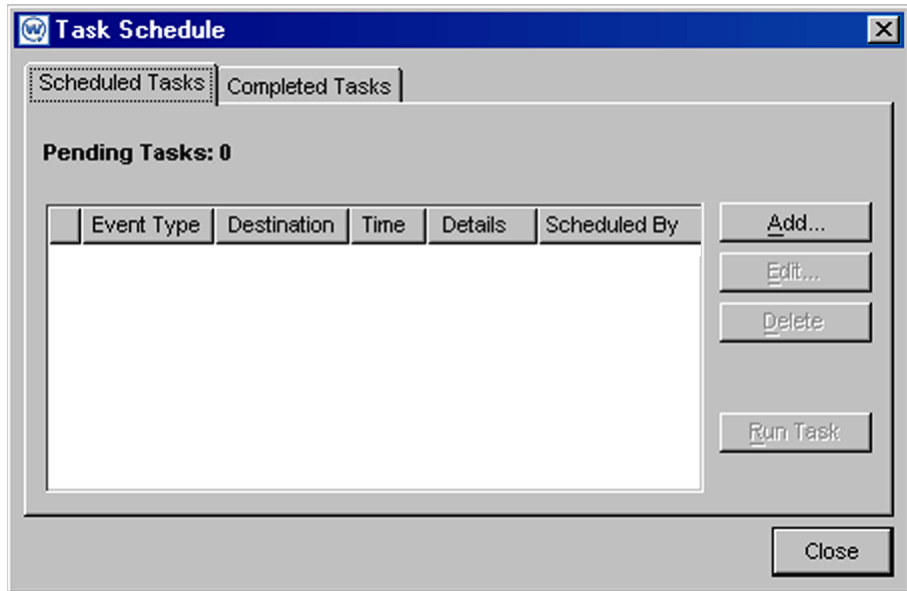 Task Schedule
Scheduled Tasks Completed Tasks
Pending Tasks: 0
Event Type Destination Time Details Scheduled By
Add...
Edit...
Delete
Run Task
Close